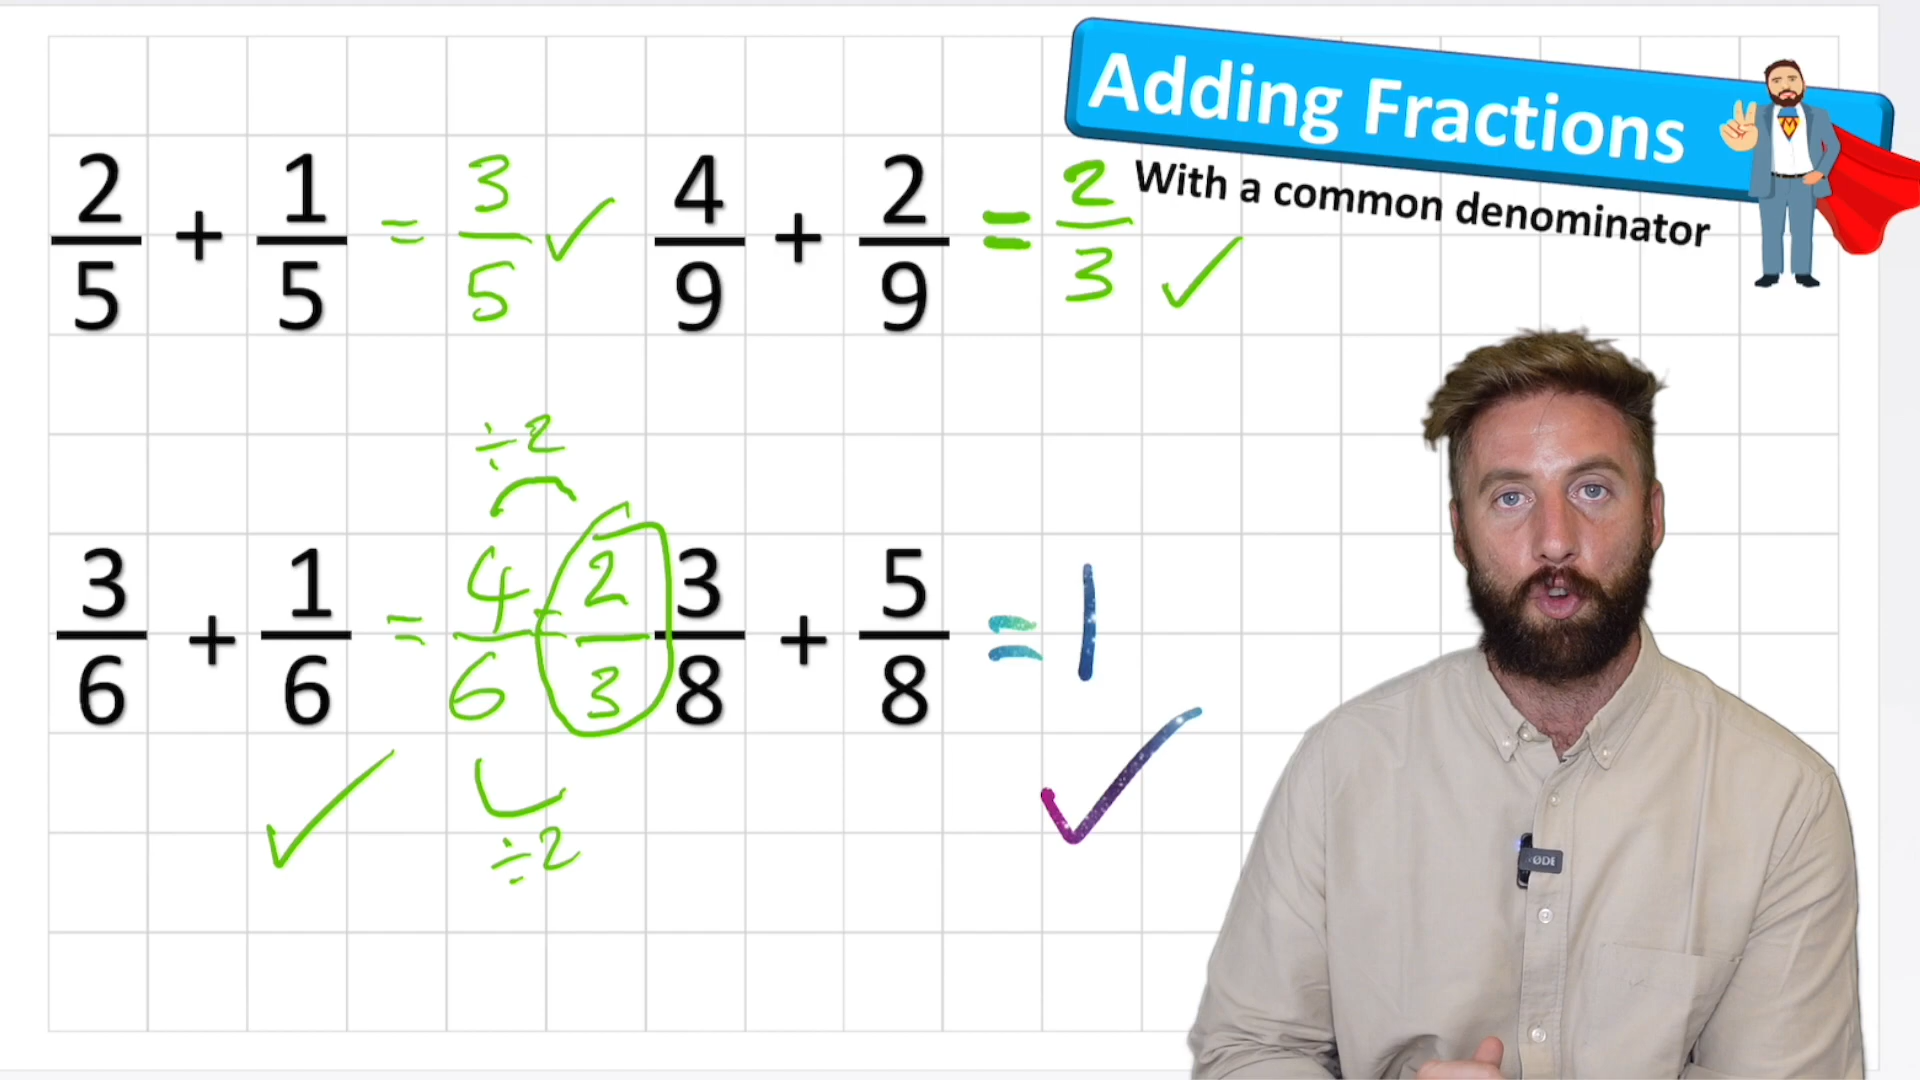 Adding Fractions
With a common denominator
2/5 + 1/5 = 3/5 ✓
4/9 + 2/9 = 2/3 ✓
÷2
3/6 + 1/6 = 4/6 = 2/3 ✓
÷2
3/8 + 5/8 = 1 ✓
RØDE